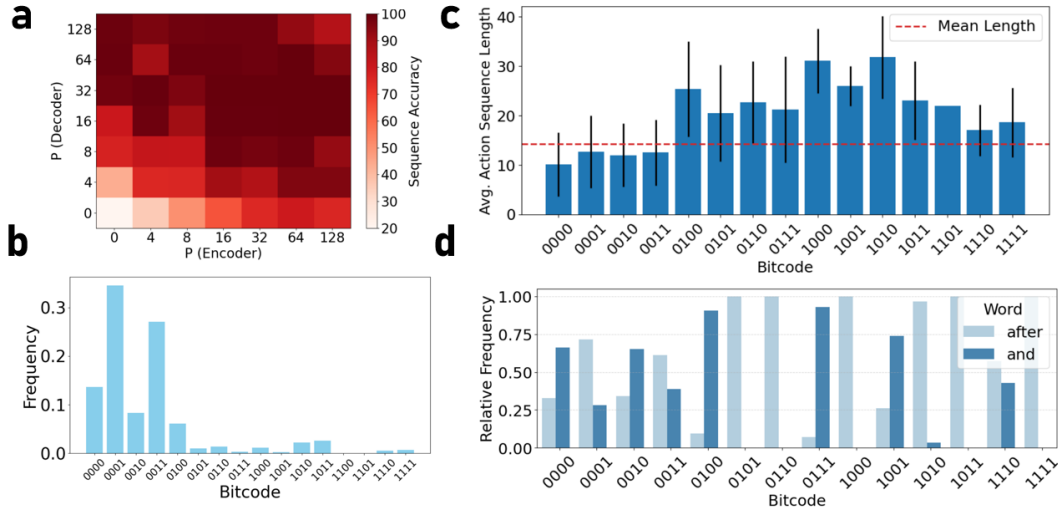 a
P (Decoder)
128
64
32
16
8
4
0
0 4 8 16 32 64 128
P (Encoder)
100
90
80
70
60
50
40
30
20
Sequence Accuracy
c
Avg. Action Sequence Length
40
30
20
10
0
Mean Length
0000 0001 0010 0011 0100 0101 0110 0111 1000 1001 1010 1011 1101 1110 1111
Bitcode
b
Frequency
0.3
0.2
0.1
0.0
0000 0001 0010 0011 0100 0101 0110 0111 1000 1001 1010 1011 1100 1101 1110 1111
Bitcode
d
Relative Frequency
1.00
0.75
0.50
0.25
0.00
Word
after
and
0000 0001 0010 0011 0100 0101 0110 0111 1000 1001 1010 1011 1110 1111
Bitcode